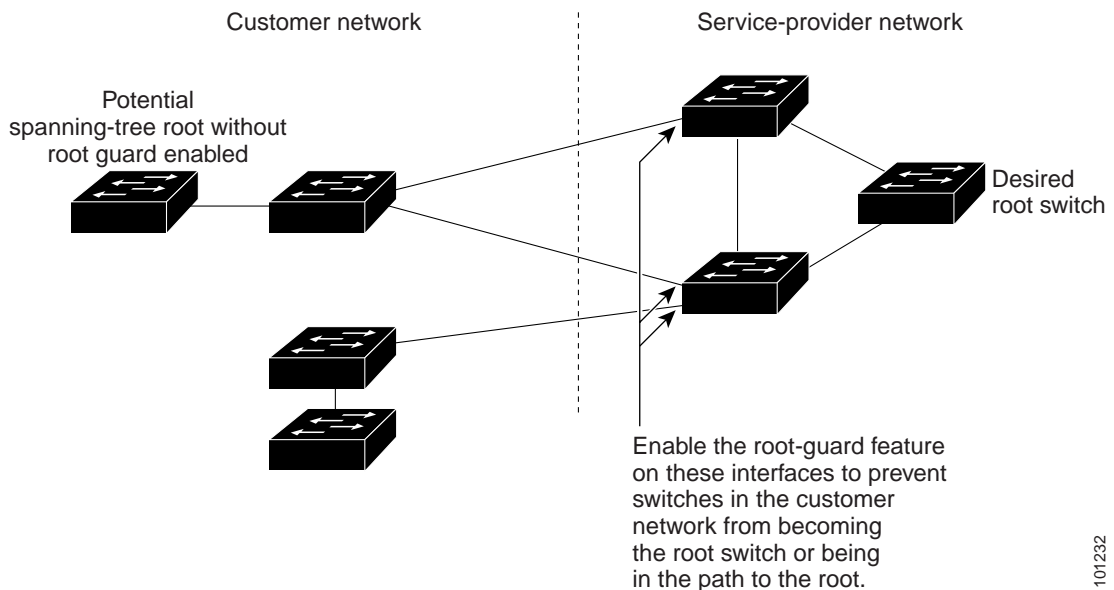 Customer network
Service-provider network
Potential
spanning-tree root without
root guard enabled
Desired
root switch
Enable the root-guard feature
on these interfaces to prevent
switches in the customer
network from becoming
the root switch or being
in the path to the root.
101232